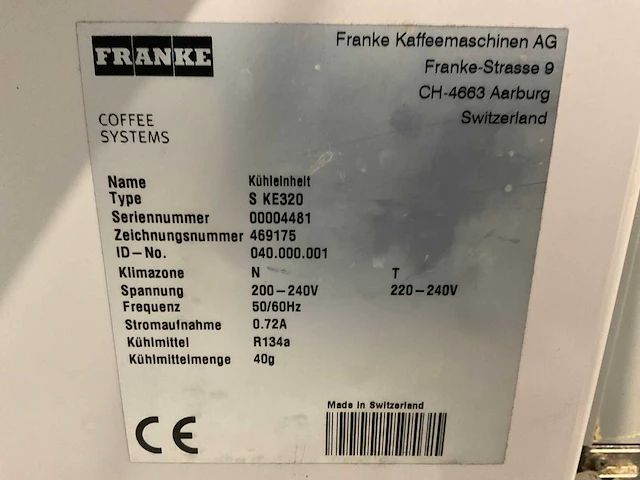 FRANKE
Franke Kaffeemaschinen AG
Franke-Strasse 9
CH-4663 Aarburg
Switzerland
COFFEE
SYSTEMS
Name Kühleinheit
Type S KE320
Seriennummer 00004481
Zeichnungsnummer 469175
ID-No. 040.000.001
Klimazone N T
Spannung 200-240V 220-240V
Frequenz 50/60Hz
Stromaufnahme 0.72A
Kühlmittel R134a
Kühlmittelmenge 40g
Made in Switzerland
CE